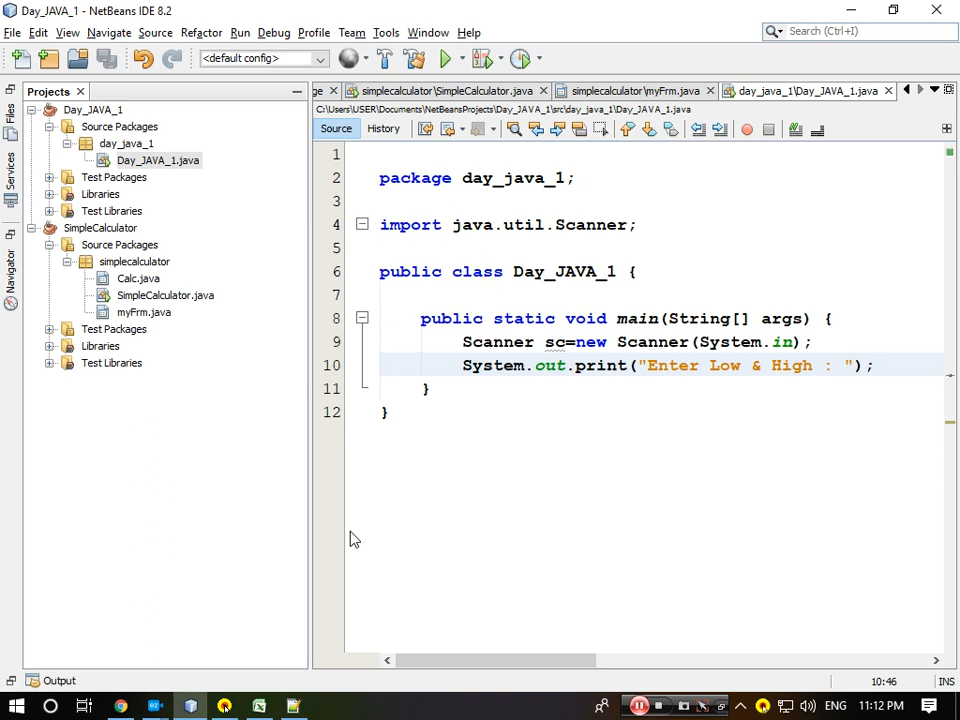 Day_JAVA_1 - NetBeans IDE 8.2
File Edit View Navigate Source Refactor Run Debug Profile Team Tools Window Help
Search (Ctrl+I)
<default config>
Projects
ge simplecalculator\SimpleCalculator.java simplecalculator\myFrm.java day_java_1\Day_JAVA_1.java
C:\Users\USER\Documents\NetBeansProjects\Day_JAVA_1\src\day_java_1\Day_JAVA_1.java
Source History
Files
Services
Navigator
Day_JAVA_1
Source Packages
day_java_1
Day_JAVA_1.java
Test Packages
Libraries
Test Libraries
SimpleCalculator
Source Packages
simplecalculator
Calc.java
SimpleCalculator.java
myFrm.java
Test Packages
Libraries
Test Libraries
1
2 package day_java_1;
3
4 import java.util.Scanner;
5
6 public class Day_JAVA_1 {
7
8 public static void main(String[] args) {
9 Scanner sc=new Scanner(System.in);
10 System.out.print("Enter Low & High : ");
11 }
12 }
Output
10:46 INS
ENG 11:12 PM